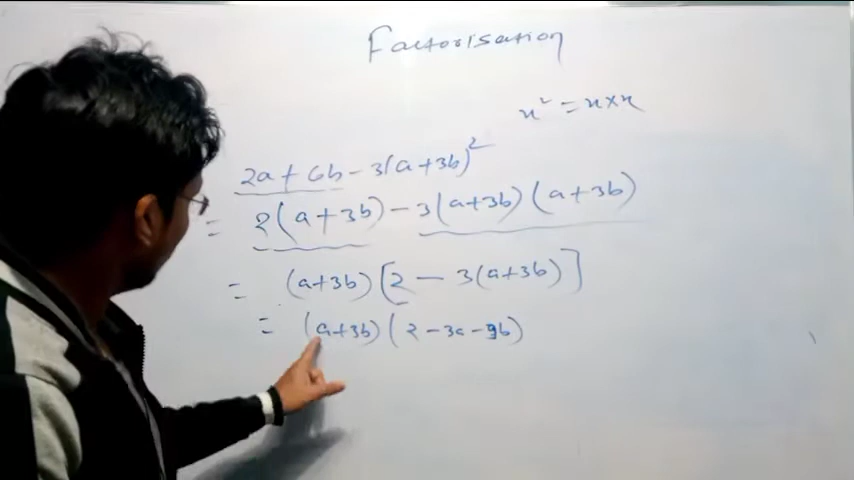 Factorisation
x² = x×x
2a + 6b - 3(a+3b)²
= 2(a+3b) - 3(a+3b)(a+3b)
= (a+3b)[2 - 3(a+3b)]
= (a+3b)(2-3a-9b)